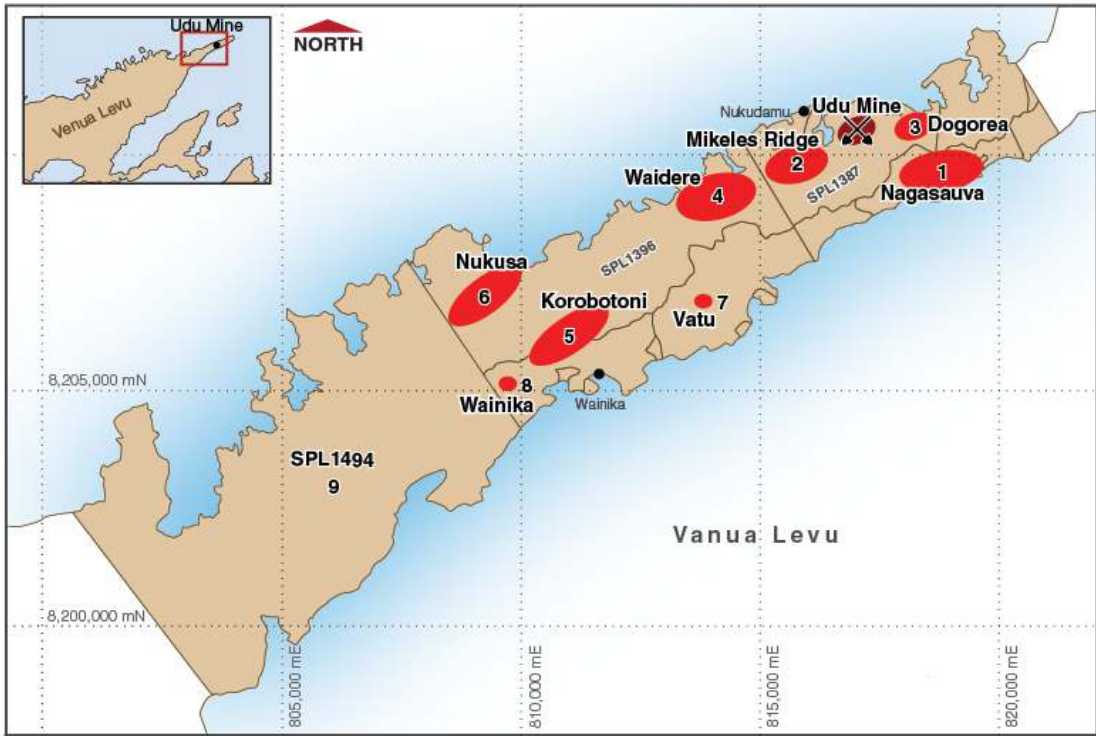 Udu Mine
Venua Levu
NORTH
Nukudamu
Udu Mine
3
Dogorea
Mikeles Ridge
2
1
Nagasauva
SPL1387
Waidere
4
SPL1396
Nukusa
6
Korobotoni
5
7
Vatu
8,205,000 mN
8
Wainika
Wainika
SPL1494
9
Vanua Levu
8,200,000 mN
805,000 mE
810,000 mE
815,000 mE
820,000 mE